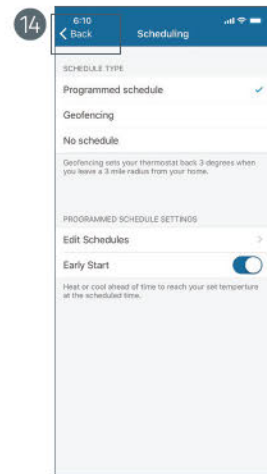 14
6:10
Back
Scheduling
SCHEDULE TYPE
Programmed schedule
Geofencing
No schedule
Geofencing sets your thermostat back 3 degrees when
you leave a 3 mile radius from your home.
PROGRAMMED SCHEDULE SETTINGS
Edit Schedules
Early Start
Heat or cool ahead of time to reach your set temperture
at the scheduled time.